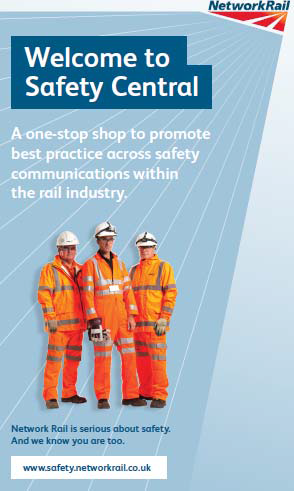 NetworkRail
Welcome to
Safety Central
A one-stop shop to promote
best practice across safety
communications within
the rail industry.
Network Rail is serious about safety.
And we know you are too.
www.safety.networkrail.co.uk